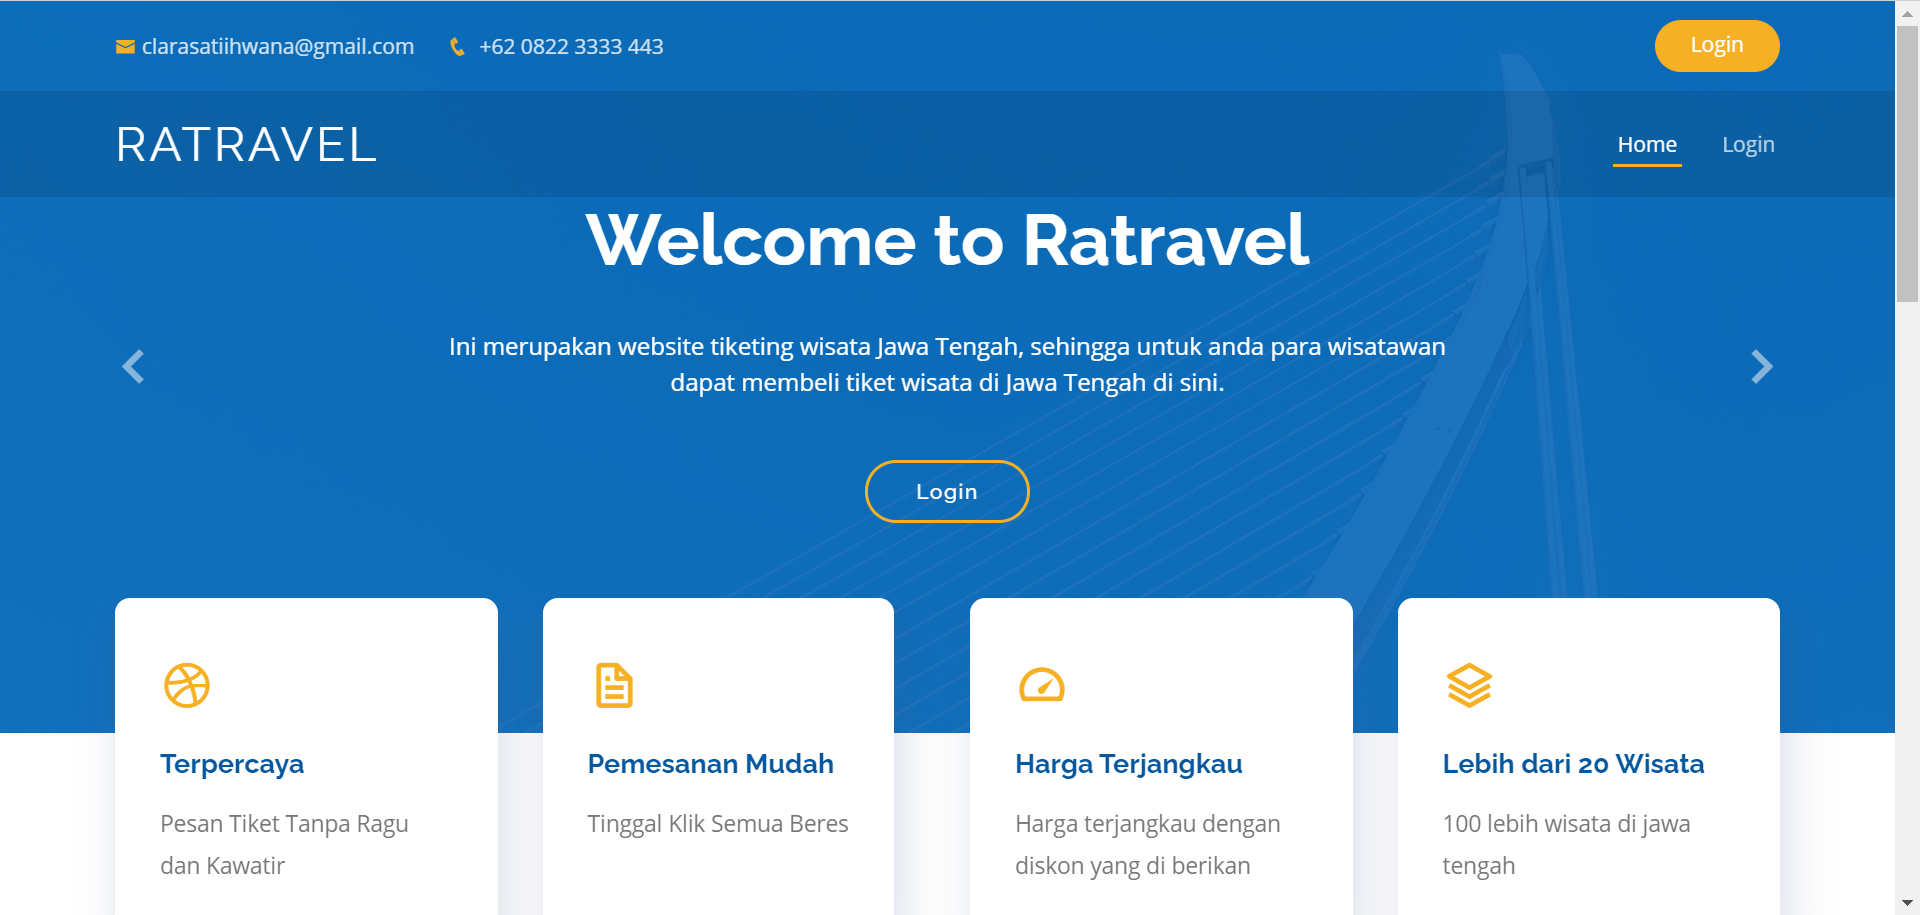 clarasatiihwana@gmail.com +62 0822 3333 443 Login
RATRAVEL Home Login
Welcome to Ratravel
Ini merupakan website tiketing wisata Jawa Tengah, sehingga untuk anda para wisatawan
dapat membeli tiket wisata di Jawa Tengah di sini.
Login
Terpercaya
Pesan Tiket Tanpa Ragu
dan Kawatir
Pemesanan Mudah
Tinggal Klik Semua Beres
Harga Terjangkau
Harga terjangkau dengan
diskon yang di berikan
Lebih dari 20 Wisata
100 lebih wisata di jawa
tengah